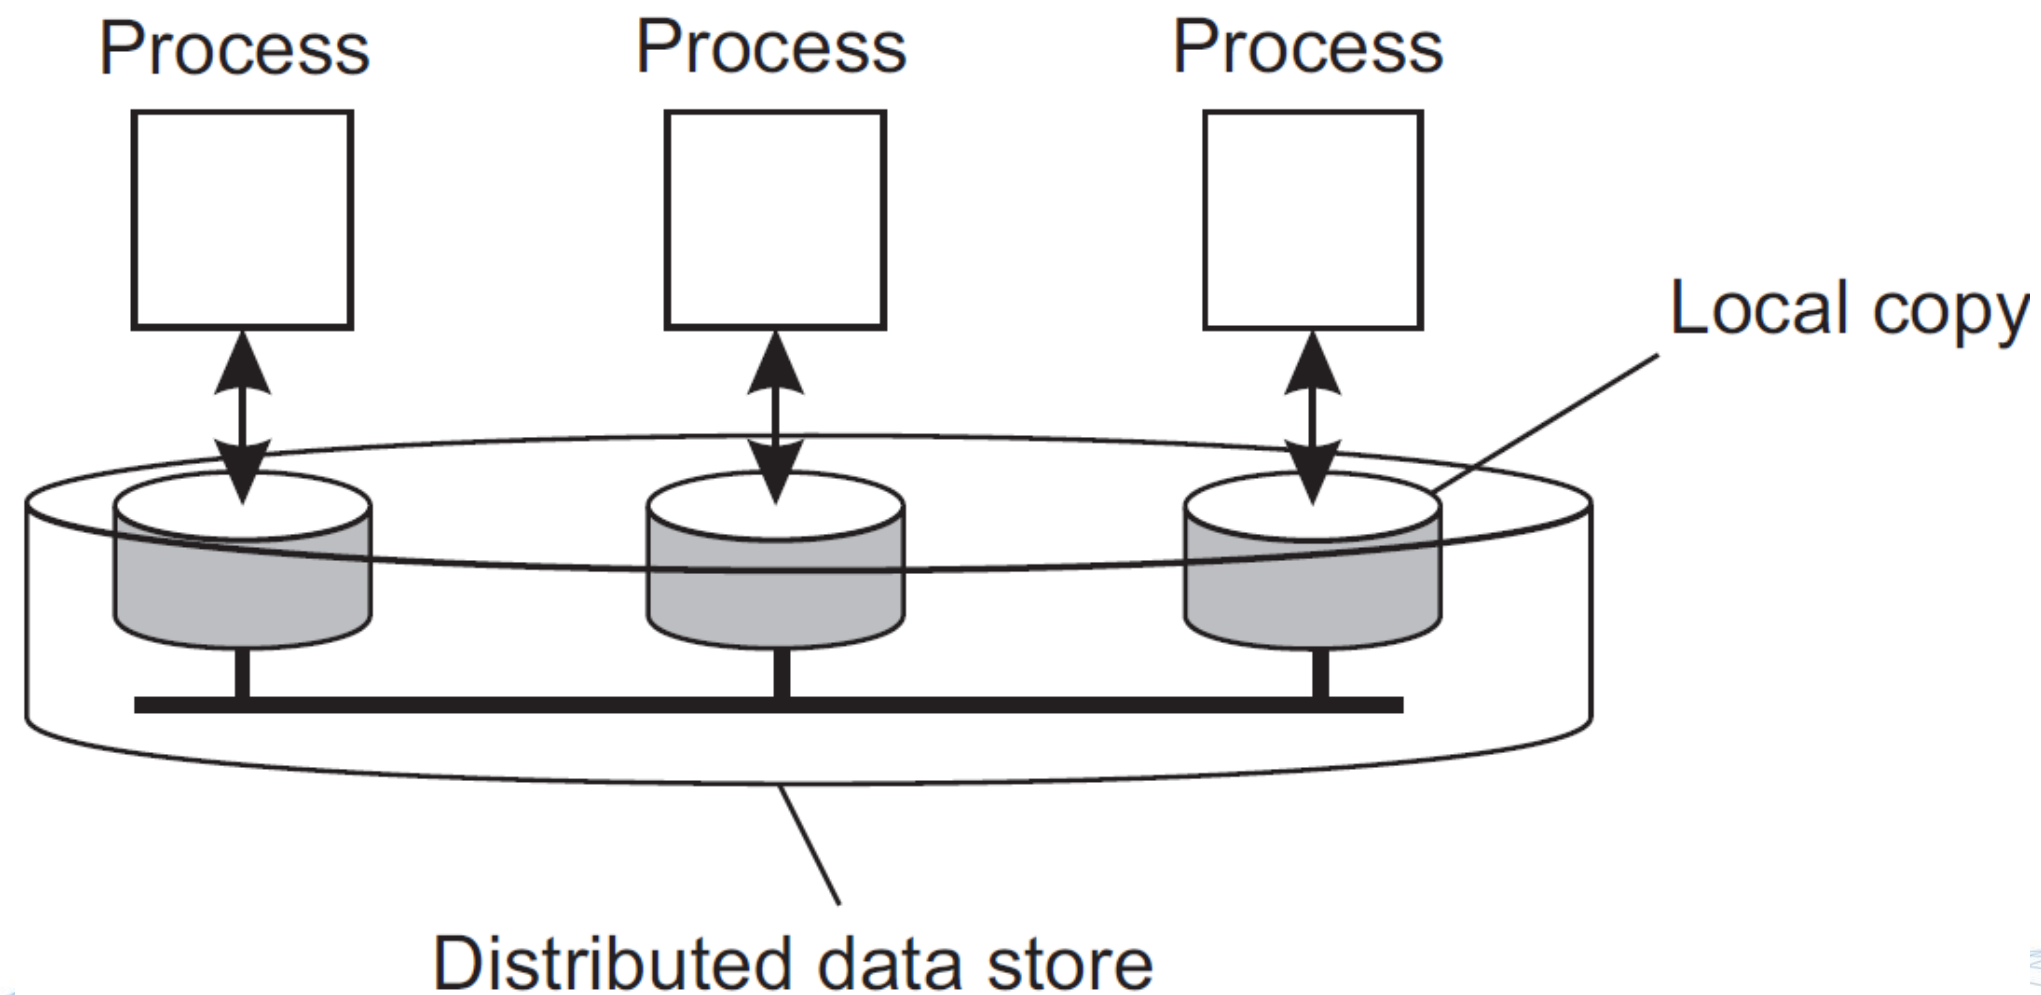 Process Process Process
Local copy
Distributed data store